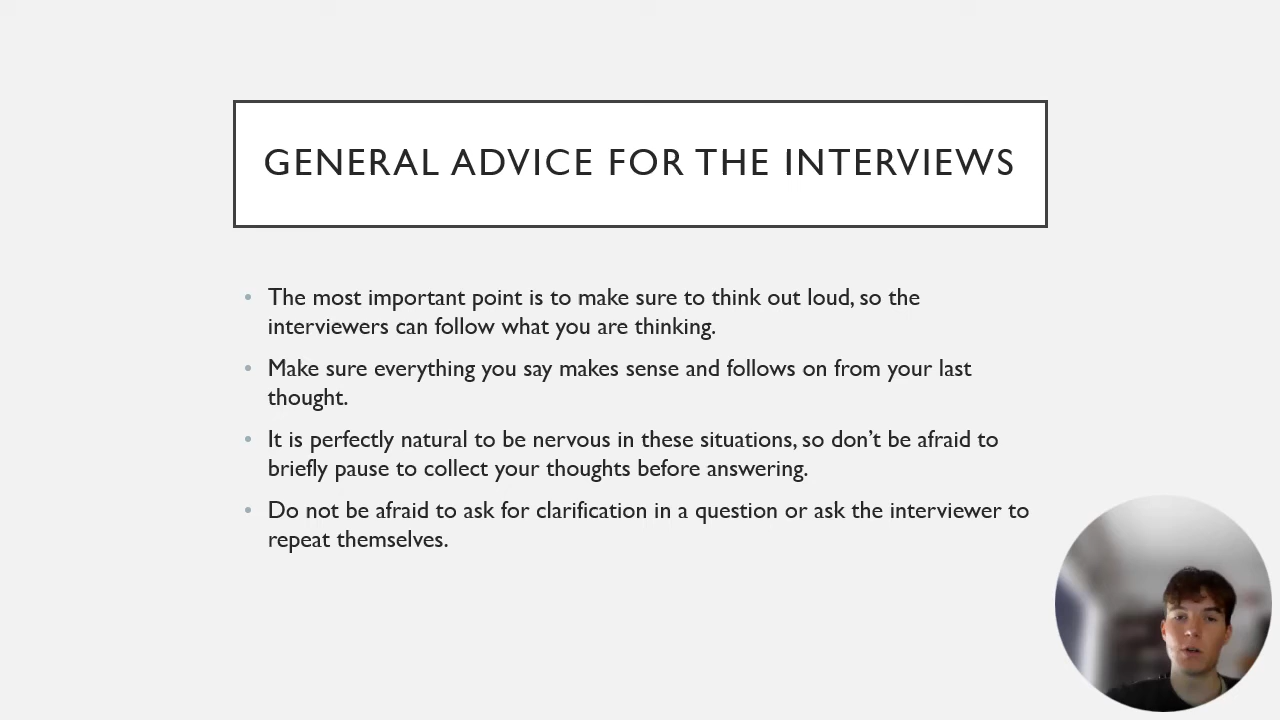 GENERAL ADVICE FOR THE INTERVIEWS
• The most important point is to make sure to think out loud, so the
interviewers can follow what you are thinking.
• Make sure everything you say makes sense and follows on from your last
thought.
• It is perfectly natural to be nervous in these situations, so don’t be afraid to
briefly pause to collect your thoughts before answering.
• Do not be afraid to ask for clarification in a question or ask the interviewer to
repeat themselves.